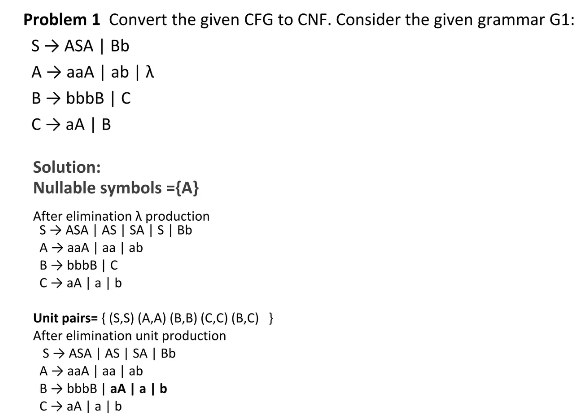 Problem 1 Convert the given CFG to CNF. Consider the given grammar G1:
S → ASA | Bb
A → aaA | ab | λ
B → bbbB | C
C → aA | B
Solution:
Nullable symbols ={A}
After elimination λ production
S → ASA | AS | SA | S | Bb
A → aaA | aa | ab
B → bbbB | C
C → aA | a | b
Unit pairs= { (S,S) (A,A) (B,B) (C,C) (B,C) }
After elimination unit production
S → ASA | AS | SA | Bb
A → aaA | aa | ab
B → bbbB | aA | a | b
C → aA | a | b